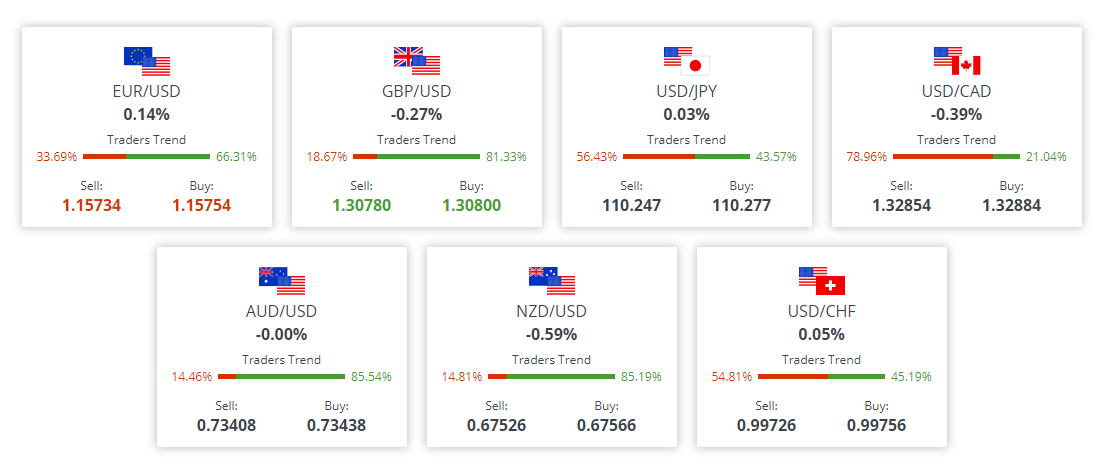 EUR/USD
0.14%
Traders Trend
33.69% 66.31%
Sell: Buy:
1.15734 1.15754
GBP/USD
-0.27%
Traders Trend
18.67% 81.33%
Sell: Buy:
1.30780 1.30800
USD/JPY
0.03%
Traders Trend
56.43% 43.57%
Sell: Buy:
110.247 110.277
USD/CAD
-0.39%
Traders Trend
78.96% 21.04%
Sell: Buy:
1.32854 1.32884
AUD/USD
-0.00%
Traders Trend
14.46% 85.54%
Sell: Buy:
0.73408 0.73438
NZD/USD
-0.59%
Traders Trend
14.81% 85.19%
Sell: Buy:
0.67526 0.67566
USD/CHF
0.05%
Traders Trend
54.81% 45.19%
Sell: Buy:
0.99726 0.99756